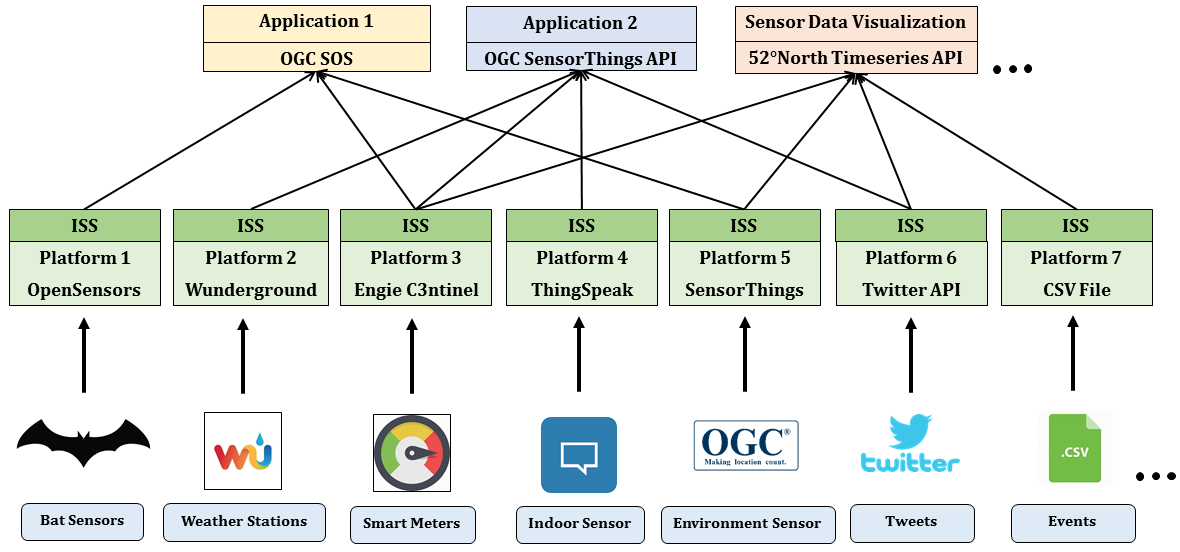 Application 1
OGC SOS
Application 2
OGC SensorThings API
Sensor Data Visualization
52°North Timeseries API
ISS
Platform 1
OpenSensors
ISS
Platform 2
Wunderground
ISS
Platform 3
Engie C3ntinel
ISS
Platform 4
ThingSpeak
ISS
Platform 5
SensorThings
ISS
Platform 6
Twitter API
ISS
Platform 7
CSV File
wu
OGC®
Making location count.
twitter
.CSV
Bat Sensors
Weather Stations
Smart Meters
Indoor Sensor
Environment Sensor
Tweets
Events